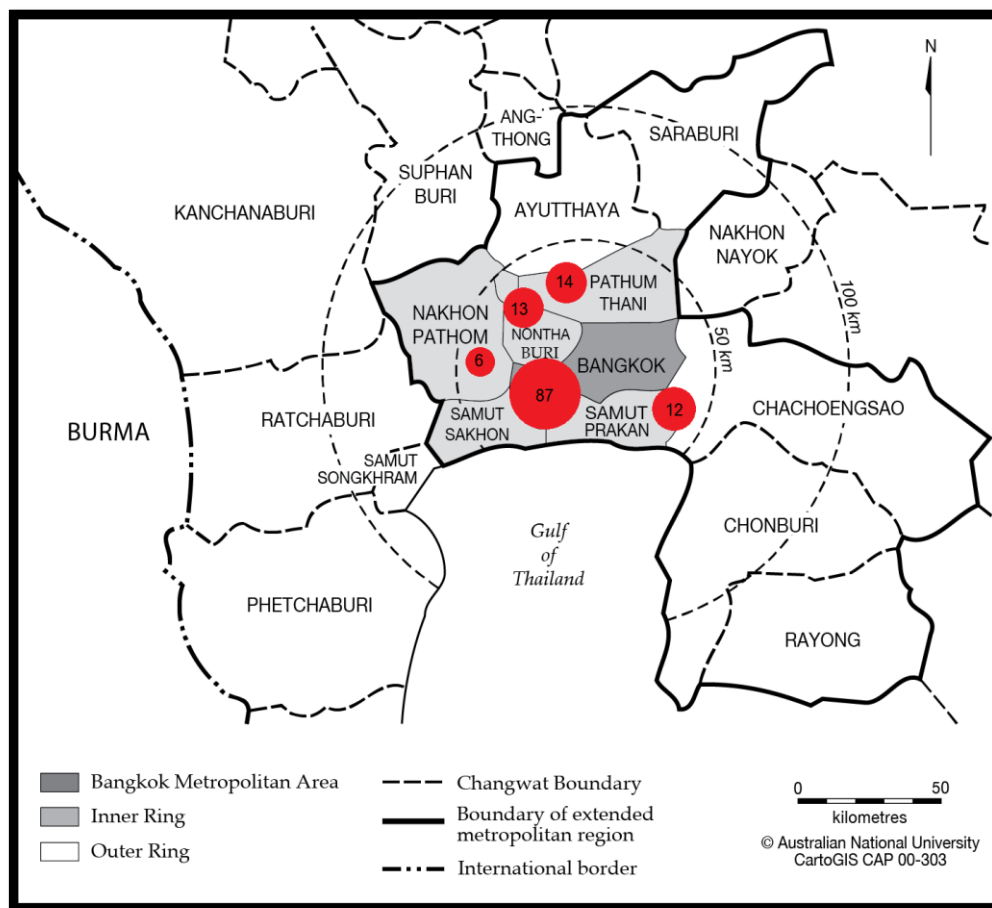 N
ANG-
THONG
SARABURI
SUPHAN
BURI
KANCHANABURI
AYUTTHAYA
NAKHON
NAYOK
14
PATHUM
THANI
100 km
13
NAKHON
PATHOM
NONTHA
BURI
50 km
6
BANGKOK
87
12
SAMUT
SAKHON
SAMUT
PRAKAN
CHACHOENGSAO
RATCHABURI
BURMA
SAMUT
SONGKHRAM
CHONBURI
Gulf
of
Thailand
PHETCHABURI
RAYONG
Bangkok Metropolitan Area
Inner Ring
Outer Ring
Changwat Boundary
Boundary of extended
metropolitan region
International border
0 50
kilometres
© Australian National University
CartoGIS CAP 00-303